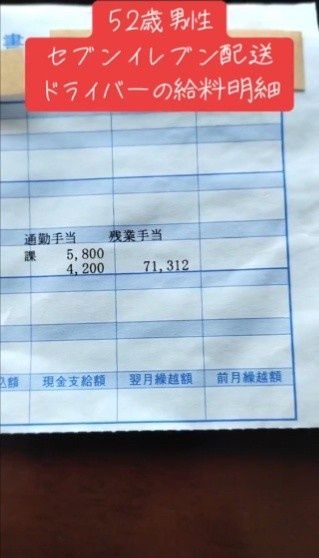 書
52歳男性
セブンイレブン配送
ドライバーの給料明細
通勤手当 残業手当
課 5,800
4,200 71,312
込額 現金支給額 翌月繰越額 前月繰越額